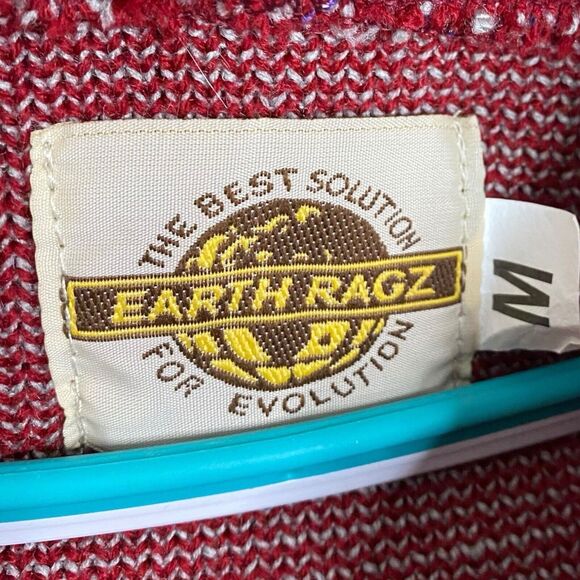 THE BEST SOLUTION
EARTH RAGZ
FOR EVOLUTION
M